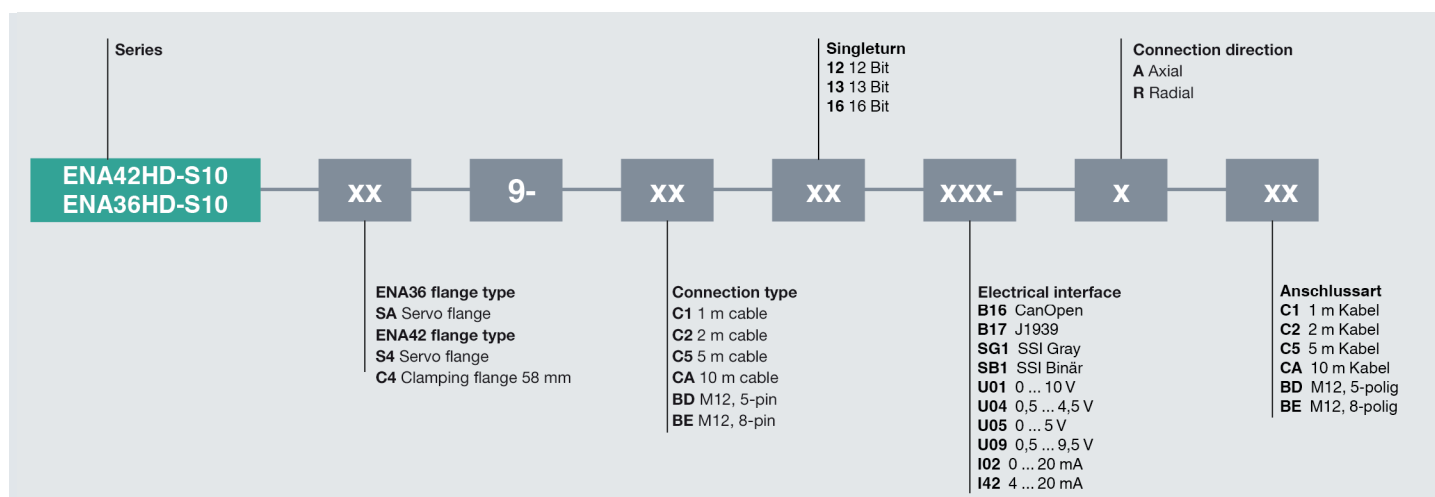 Series
Singleturn
12 12 Bit
13 13 Bit
16 16 Bit
Connection direction
A Axial
R Radial
ENA42HD-S10
ENA36HD-S10
xx
9-
xx
xx
xxx-
x
xx
ENA36 flange type
SA Servo flange
ENA42 flange type
S4 Servo flange
C4 Clamping flange 58 mm
Connection type
C1 1 m cable
C2 2 m cable
C5 5 m cable
CA 10 m cable
BD M12, 5-pin
BE M12, 8-pin
Electrical interface
B16 CanOpen
B17 J1939
SG1 SSI Gray
SB1 SSI Binär
U01 0 ... 10 V
U04 0,5 ... 4,5 V
U05 0 ... 5 V
U09 0,5 ... 9,5 V
I02 0 ... 20 mA
I42 4 ... 20 mA
Anschlussart
C1 1 m Kabel
C2 2 m Kabel
C5 5 m Kabel
CA 10 m Kabel
BD M12, 5-polig
BE M12, 8-polig